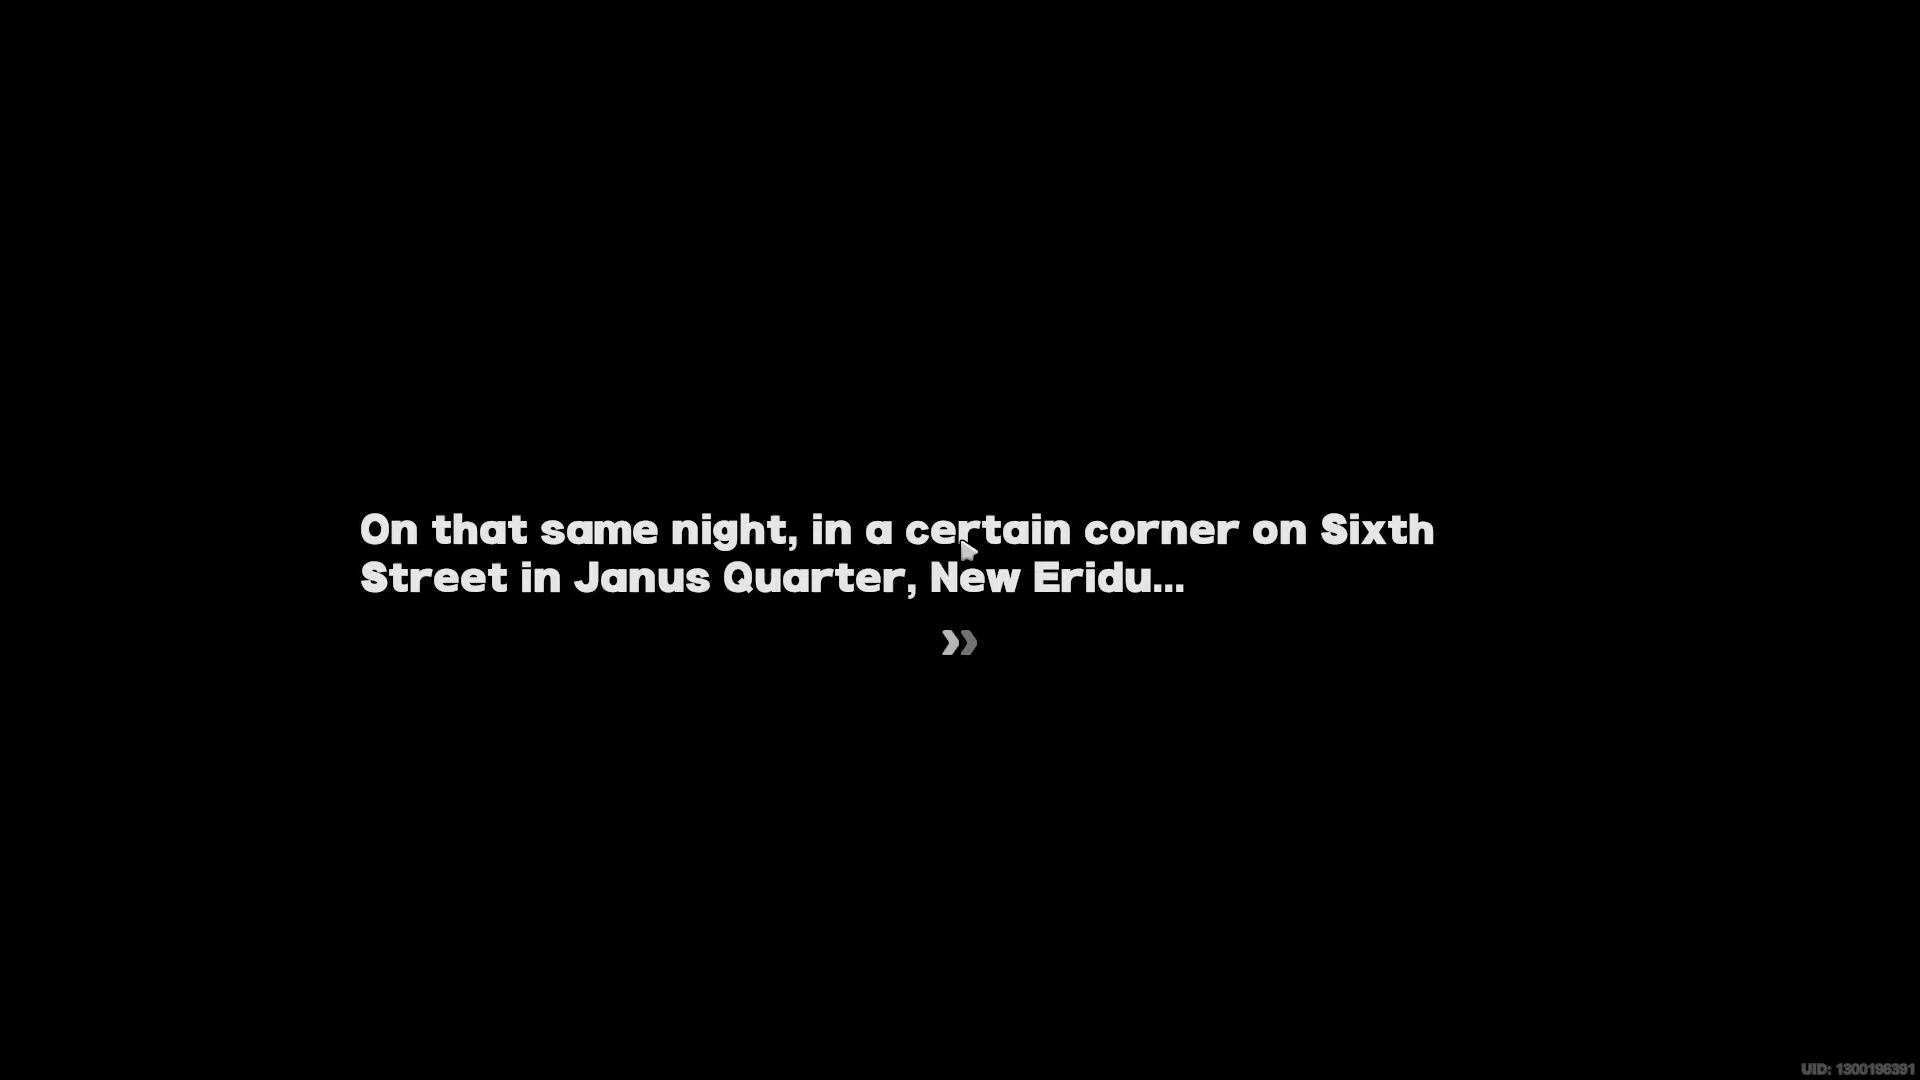 On that same night, in a certain corner on Sixth
Street in Janus Quarter, New Eridu...
UID: 1300196391